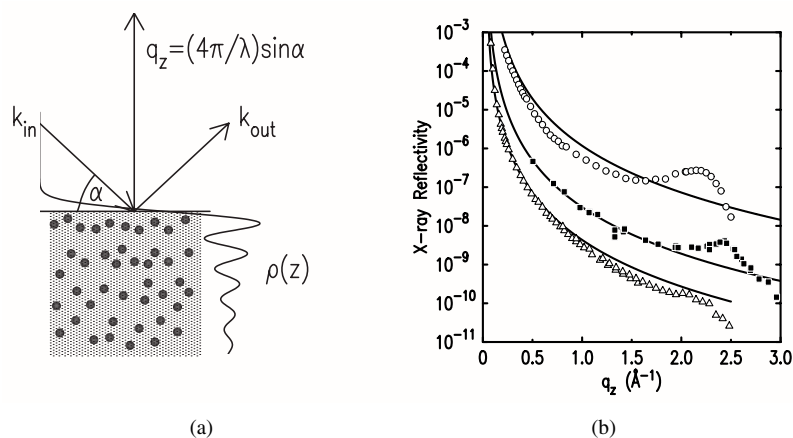 q_z=(4π/λ)sinα
k_in
k_out
α
ρ(z)
(a)
(b)
X-ray Reflectivity
10⁻³
10⁻⁴
10⁻⁵
10⁻⁶
10⁻⁷
10⁻⁸
10⁻⁹
10⁻¹⁰
10⁻¹¹
0 0.5 1.0 1.5 2.0 2.5 3.0
q_z (Å⁻¹)